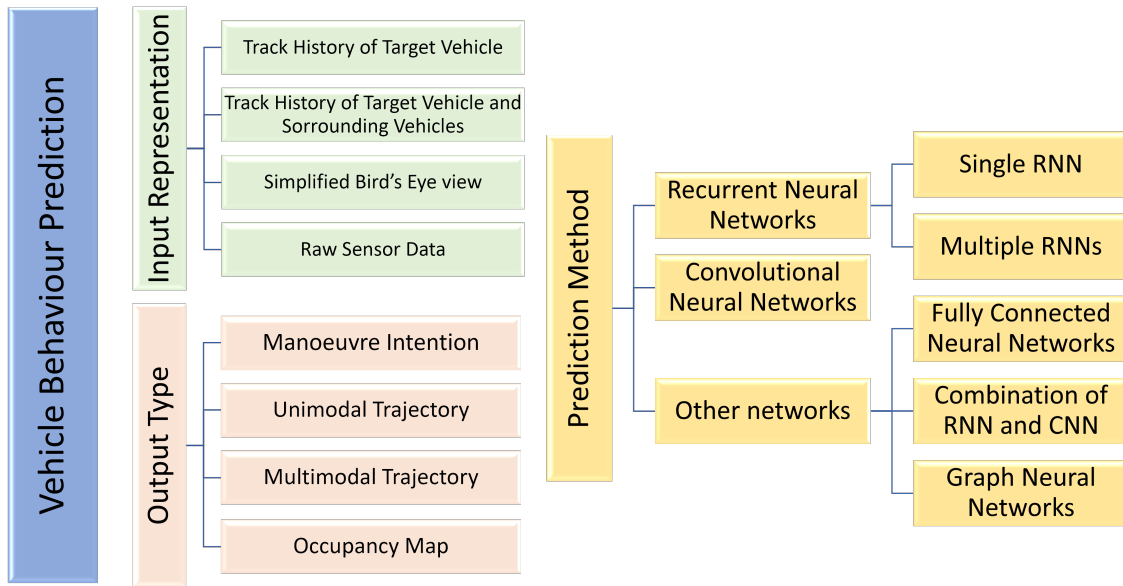 Vehicle Behaviour Prediction
Input Representation
Track History of Target Vehicle
Track History of Target Vehicle and
Sorrounding Vehicles
Simplified Bird's Eye view
Raw Sensor Data
Output Type
Manoeuvre Intention
Unimodal Trajectory
Multimodal Trajectory
Occupancy Map
Prediction Method
Recurrent Neural
Networks
Single RNN
Multiple RNNs
Convolutional
Neural Networks
Other networks
Fully Connected
Neural Networks
Combination of
RNN and CNN
Graph Neural
Networks